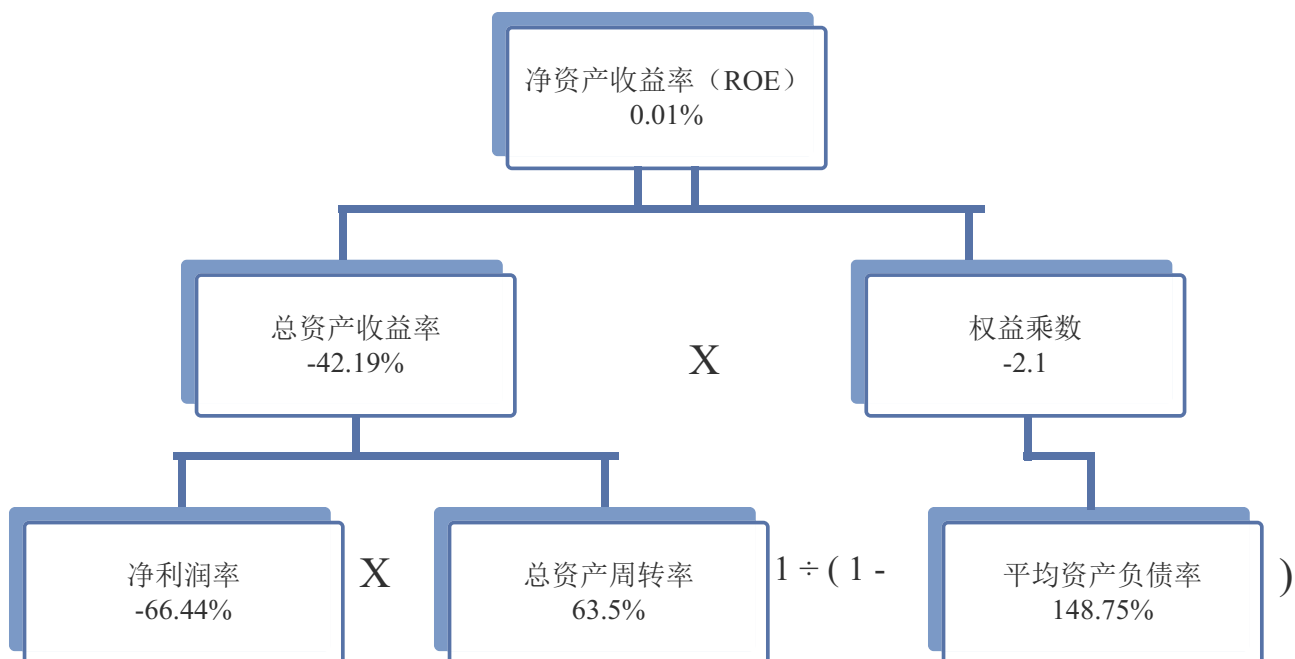 净资产收益率（ROE）
0.01%
总资产收益率
-42.19%
X
权益乘数
-2.1
净利润率
-66.44%
X
总资产周转率
63.5%
1 ÷ ( 1 -
平均资产负债率
148.75%
)